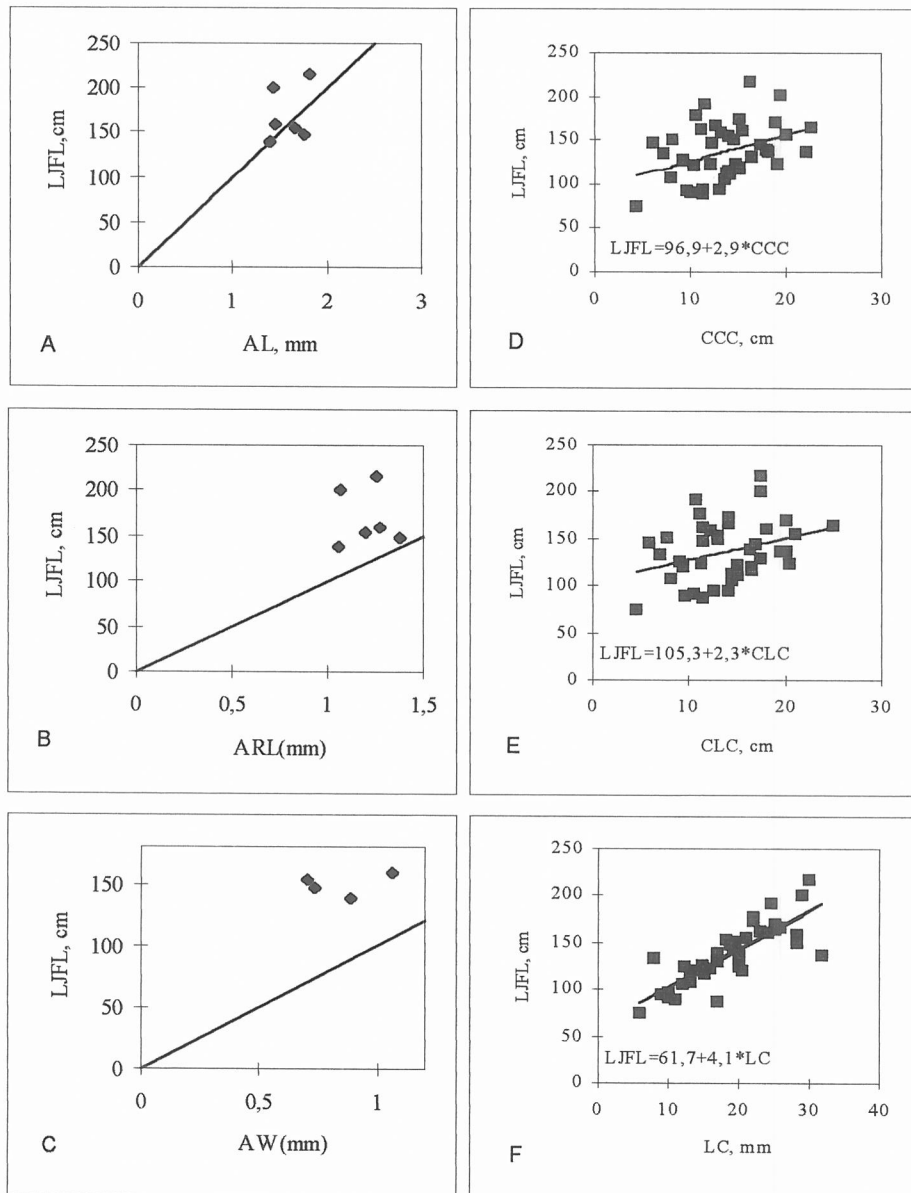 250
200
150
100
50
0
LJFL,cm
0 1 2 3
A
AL, mm
250
200
150
100
50
0
LJFL, cm
LJFL=96,9+2,9*CCC
0 10 20 30
D
CCC, cm
250
200
150
100
50
0
LJFL, cm
0 0,5 1 1,5
B
ARL(mm)
250
200
150
100
50
0
LJFL, cm
LJFL=105,3+2,3*CLC
0 10 20 30
E
CLC, cm
150
100
50
0
LJFL, cm
0 0,5 1
C
AW(mm)
250
200
150
100
50
0
LJFL, cm
LJFL=61,7+4,1*LC
0 10 20 30 40
F
LC, mm